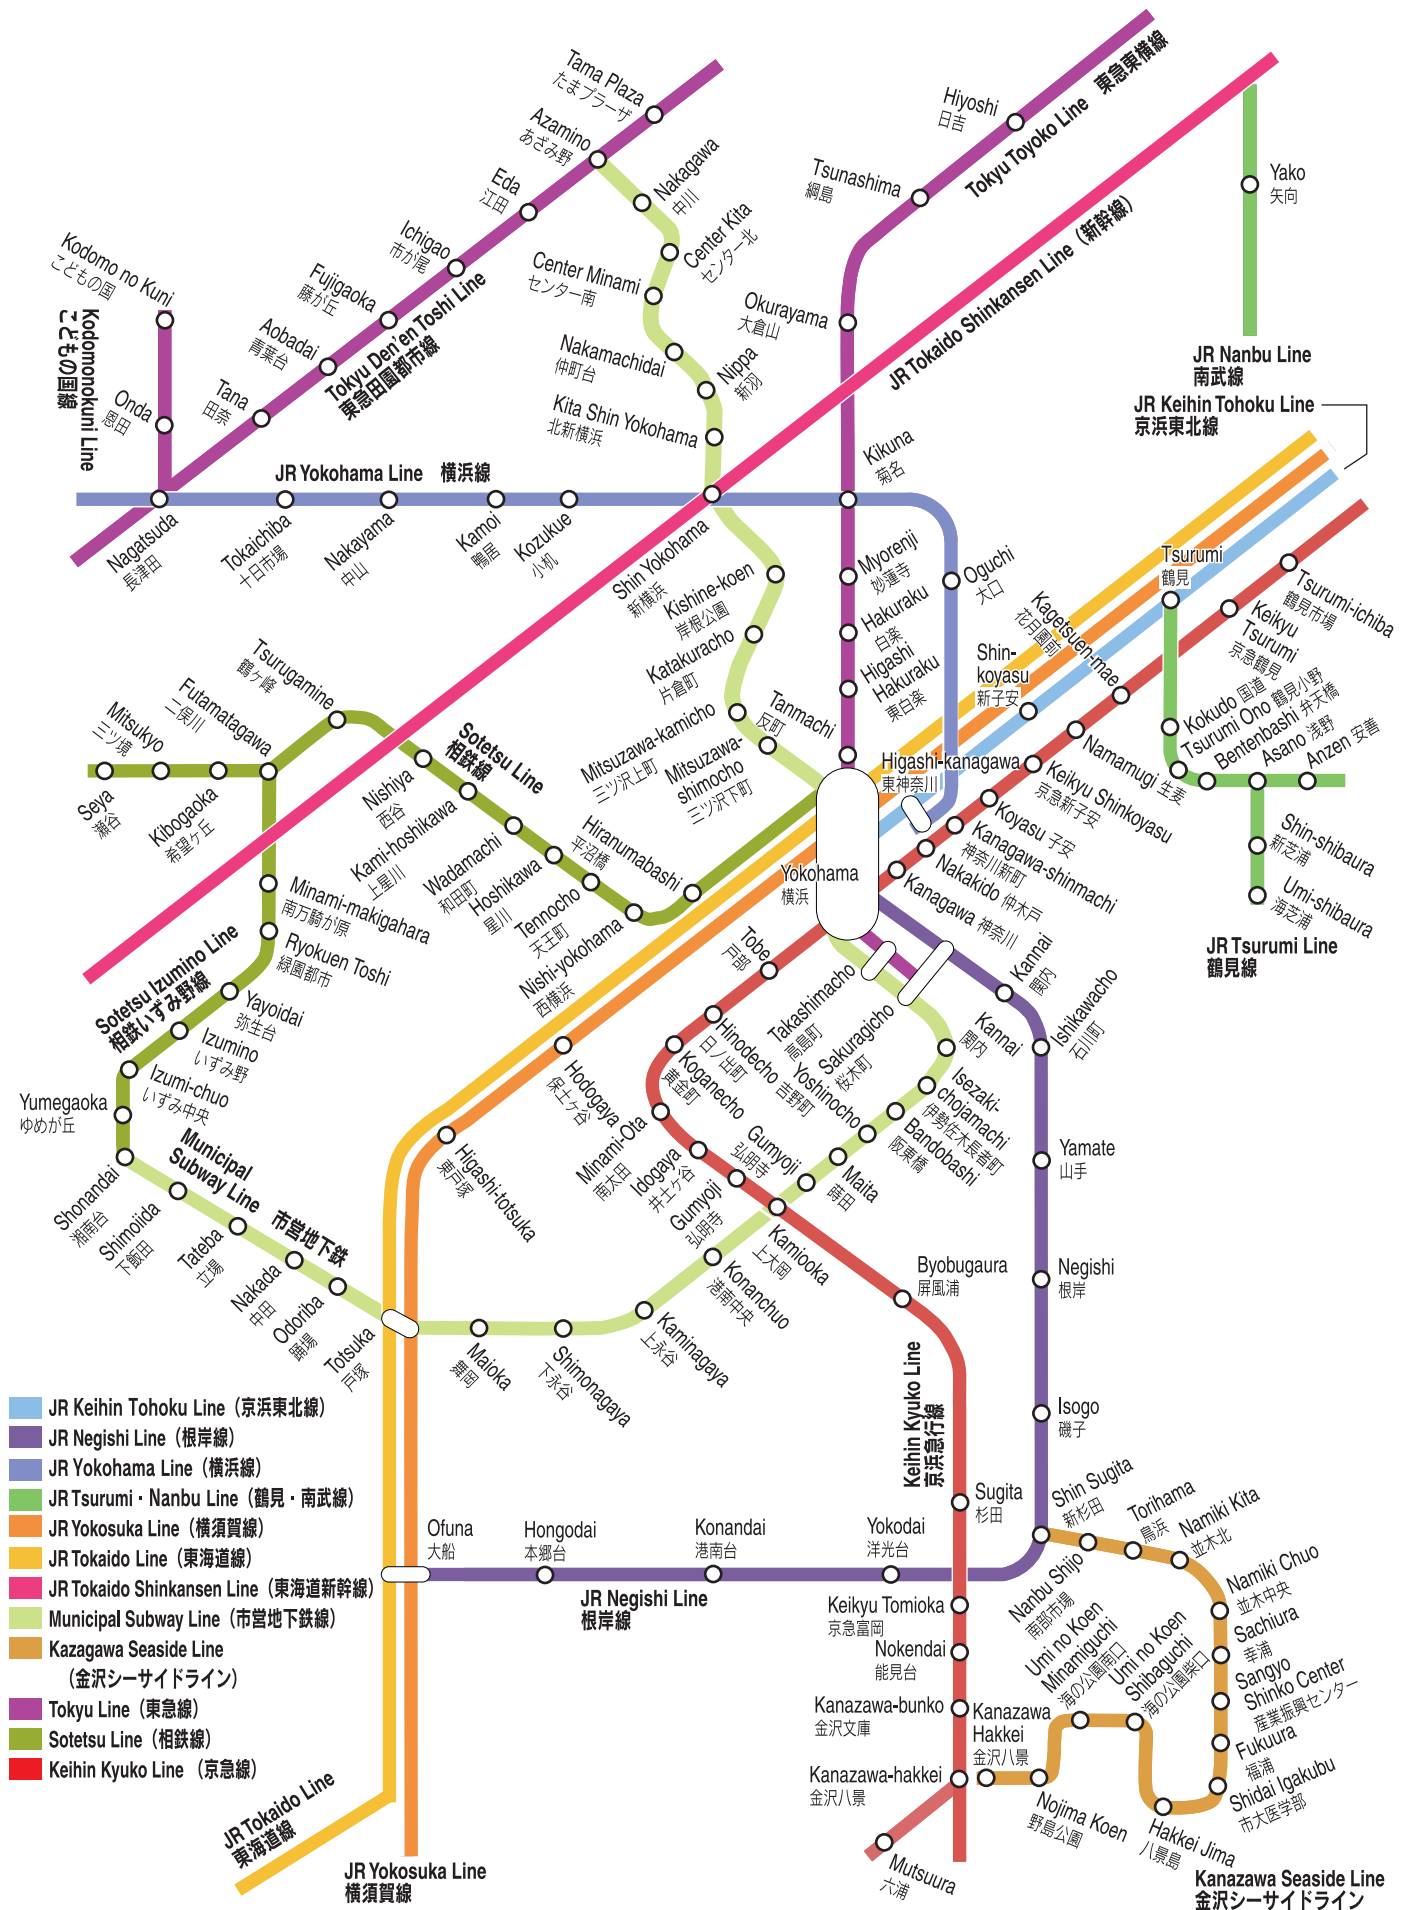 Tama Plaza
たまプラーザ
Azamino
あざみ野
Eda
江田
Ichigao
市が尾
Fujigaoka
藤が丘
Aobadai
青葉台
Tana
田奈
Tokyu Den'en Toshi Line
東急田園都市線
Kodomo no Kuni
こどもの国
Kodomonokuni Line
こどもの国線
Onda
恩田
Nakagawa
中川
Center Kita
センター北
Center Minami
センター南
Nakamachidai
仲町台
Nippa
新羽
Kita Shin Yokohama
北新横浜
Hiyoshi
日吉
Tsunashima
綱島
Okurayama
大倉山
Tokyu Toyoko Line 東急東横線
JR Tokaido Shinkansen Line（新幹線）
Yako
矢向
JR Nanbu Line
南武線
JR Keihin Tohoku Line
京浜東北線
Kikuna
菊名
JR Yokohama Line 横浜線
Nagatsuda
長津田
Tokaichiba
十日市場
Nakayama
中山
Kamoi
鴨居
Kozukue
小机
Shin Yokohama
新横浜
Kishine-koen
岸根公園
Katakuracho
片倉町
Mitsuzawa-kamicho
三ツ沢上町
Mitsuzawa-
shimocho
三ツ沢下町
Tanmachi
反町
Myorenji
妙蓮寺
Hakuraku
白楽
Higashi
Hakuraku
東白楽
Oguchi
大口
Shin-
koyasu
新子安
Kagetsuen-mae
花月園前
Tsurumi
鶴見
Tsurumi-ichiba
鶴見市場
Keikyu
Tsurumi
京急鶴見
Kokudo 国道
Tsurumi Ono 鶴見小野
Bentenbashi 弁天橋
Asano 浅野
Anzen 安善
Shin-shibaura
新芝浦
Umi-shibaura
海芝浦
JR Tsurumi Line
鶴見線
Namamugi 生麦
Keikyu Shinkoyasu
京急新子安
Koyasu 子安
Kanagawa-shinmachi
神奈川新町
Nakakido 仲木戸
Kanagawa 神奈川
Higashi-kanagawa
東神奈川
Yokohama
横浜
Tsurugamine
鶴ケ峰
Futamatagawa
二俣川
Mitsukyo
三ツ境
Seya
瀬谷
Kibogaoka
希望ケ丘
Sotetsu Line
相鉄線
Nishiya
西谷
Kami-hoshikawa
上星川
Wadamachi
和田町
Hoshikawa
星川
Tennocho
天王町
Hiranumabashi
平沼橋
Nishi-yokohama
西横浜
Minami-makigahara
南万騎が原
Ryokuen Toshi
緑園都市
Yayoidai
弥生台
Izumino
いずみ野
Izumi-chuo
いずみ中央
Yumegaoka
ゆめが丘
Sotetsu Izumino Line
相鉄いずみ野線
Shonandai
湘南台
Shimoiida
下飯田
Tateba
立場
Nakada
中田
Odoriba
踊場
Totsuka
戸塚
Municipal
Subway Line 市営地下鉄
Maioka
舞岡
Shimonagaya
下永谷
Kaminagaya
上永谷
Konanchuo
港南中央
Kamiooka
上大岡
Gumyoji
弘明寺
Maita
蒔田
Yoshinocho
吉野町
Bandobashi
阪東橋
Isezaki-
chojamachi
伊勢佐木長者町
Kannai
関内
Sakuragicho
桜木町
Takashimacho
高島町
Kannai
関内
Ishikawacho
石川町
Tobe
戸部
Hinodecho
日ノ出町
Koganecho
黄金町
Minami-Ota
南太田
Idogaya
井土ケ谷
Gumyoji
弘明寺
Hodogaya
保土ヶ谷
Higashi-totsuka
東戸塚
Yamate
山手
Negishi
根岸
Isogo
磯子
Byobugaura
屏風浦
Keihin Kyuko Line
京浜急行線
Sugita
杉田
Shin Sugita
新杉田
Nanbu Shijo
南部市場
Torihama
鳥浜
Namiki Kita
並木北
Namiki Chuo
並木中央
Sachiura
幸浦
Sangyo
Shinko Center
産業振興センター
Fukuura
福浦
Shidai Igakubu
市大医学部
Hakkei Jima
八景島
Umi no Koen
Shibaguchi
海の公園柴口
Umi no Koen
Minamiguchi
海の公園南口
Nojima Koen
野島公園
Kanazawa
Hakkei
金沢八景
Kanazawa Seaside Line
金沢シーサイドライン
Ofuna
大船
Hongodai
本郷台
Konandai
港南台
Yokodai
洋光台
JR Negishi Line
根岸線
Keikyu Tomioka
京急富岡
Nokendai
能見台
Kanazawa-bunko
金沢文庫
Kanazawa-hakkei
金沢八景
Mutsuura
六浦
JR Keihin Tohoku Line（京浜東北線）
JR Negishi Line（根岸線）
JR Yokohama Line（横浜線）
JR Tsurumi・Nanbu Line（鶴見・南武線）
JR Yokosuka Line（横須賀線）
JR Tokaido Line（東海道線）
JR Tokaido Shinkansen Line（東海道新幹線）
Municipal Subway Line（市営地下鉄線）
Kazagawa Seaside Line
（金沢シーサイドライン）
Tokyu Line（東急線）
Sotetsu Line（相鉄線）
Keihin Kyuko Line （京急線）
JR Tokaido Line
東海道線
JR Yokosuka Line
横須賀線